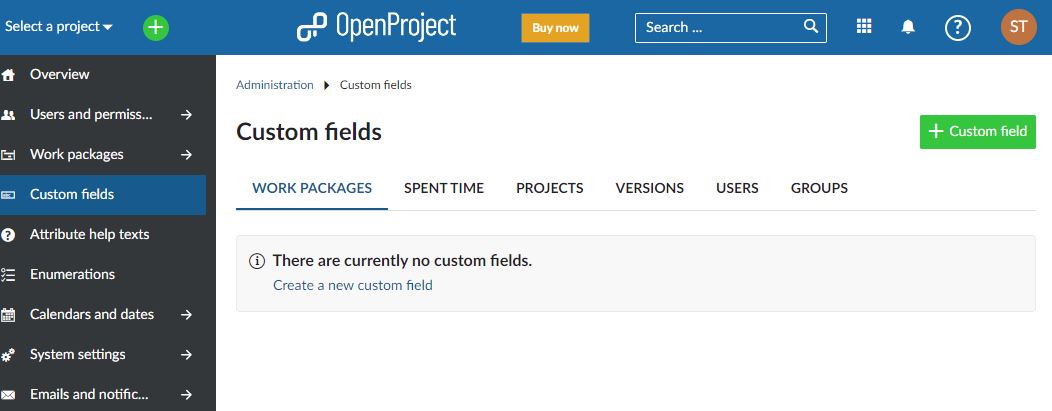 Select a project
OpenProject
Buy now
Search ...
?
ST
Overview
Users and permiss...
Work packages
Custom fields
Attribute help texts
Enumerations
Calendars and dates
System settings
Emails and notific...
Administration Custom fields
Custom fields
+ Custom field
WORK PACKAGES SPENT TIME PROJECTS VERSIONS USERS GROUPS
There are currently no custom fields.
Create a new custom field